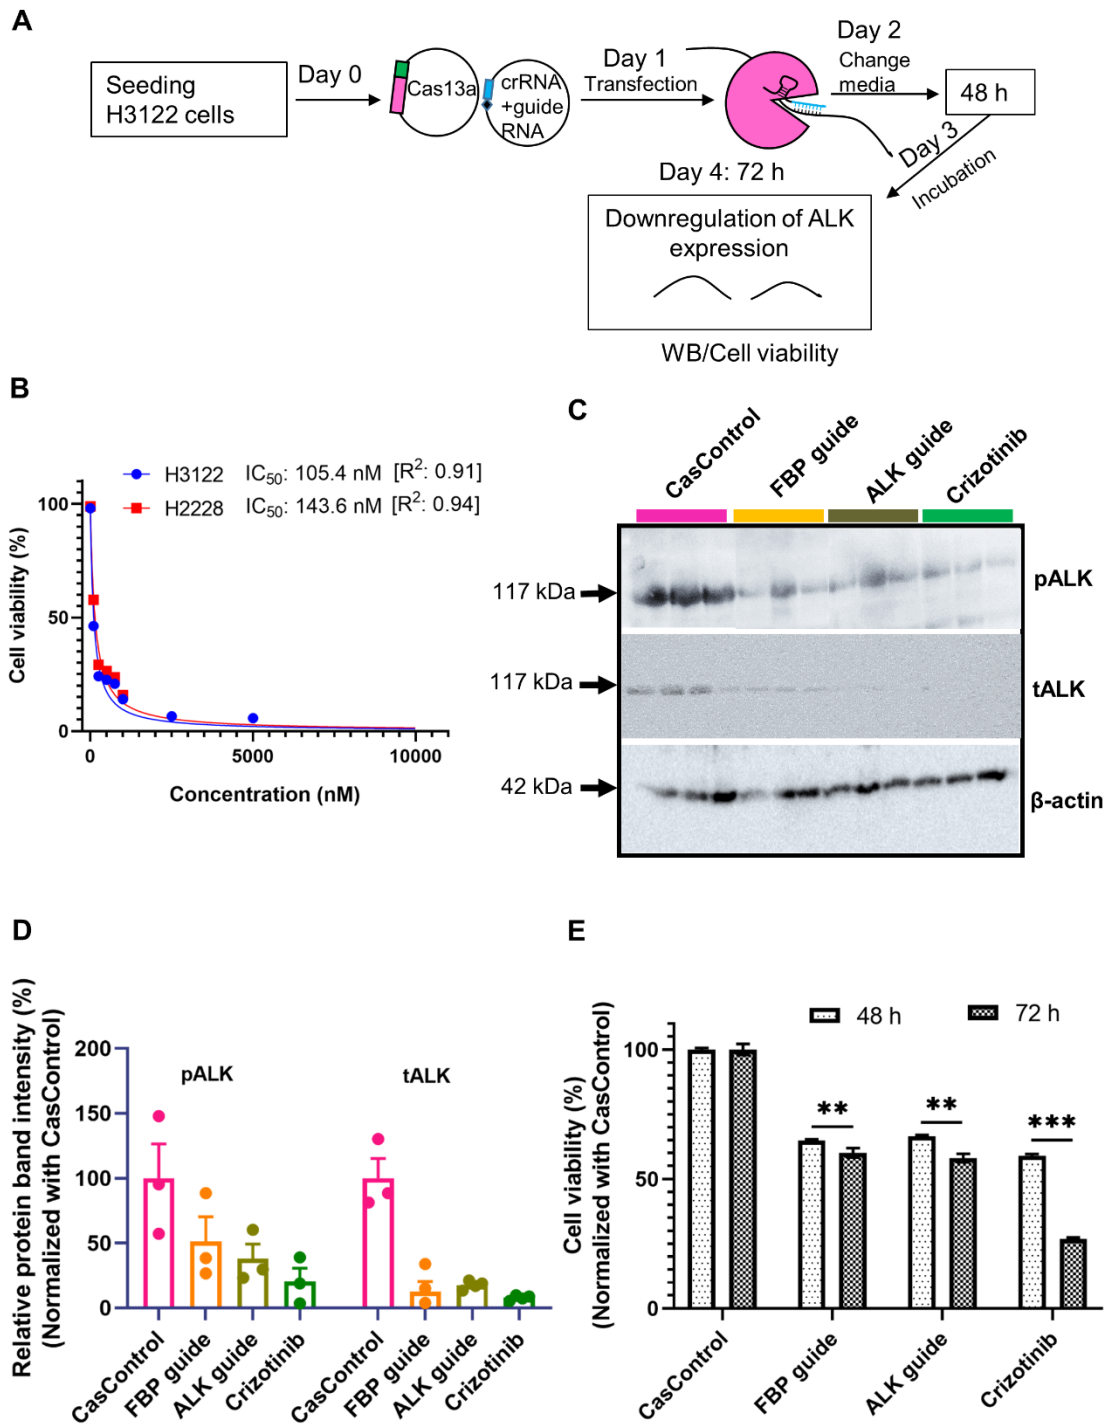 A
Seeding
H3122 cells
Day 0
Cas13a
crRNA
+guide
RNA
Day 1
Transfection
Day 2
Change
media
48 h
Day 3
Incubation
Day 4: 72 h
Downregulation of ALK
expression
WB/Cell viability
B
H3122 IC50: 105.4 nM [R2: 0.91]
H2228 IC50: 143.6 nM [R2: 0.94]
Cell viability (%)
100
50
0
0 5000 10000
Concentration (nM)
C
CasControl
FBP guide
ALK guide
Crizotinib
117 kDa
pALK
117 kDa
tALK
42 kDa
β-actin
D
Relative protein band intensity (%)
(Normalized with CasControl)
200
150
100
50
0
pALK
tALK
CasControl
FBP guide
ALK guide
Crizotinib
CasControl
FBP guide
ALK guide
Crizotinib
E
Cell viability (%)
(Normalized with CasControl)
48 h
72 h
100
50
0
**
**
***
CasControl
FBP guide
ALK guide
Crizotinib